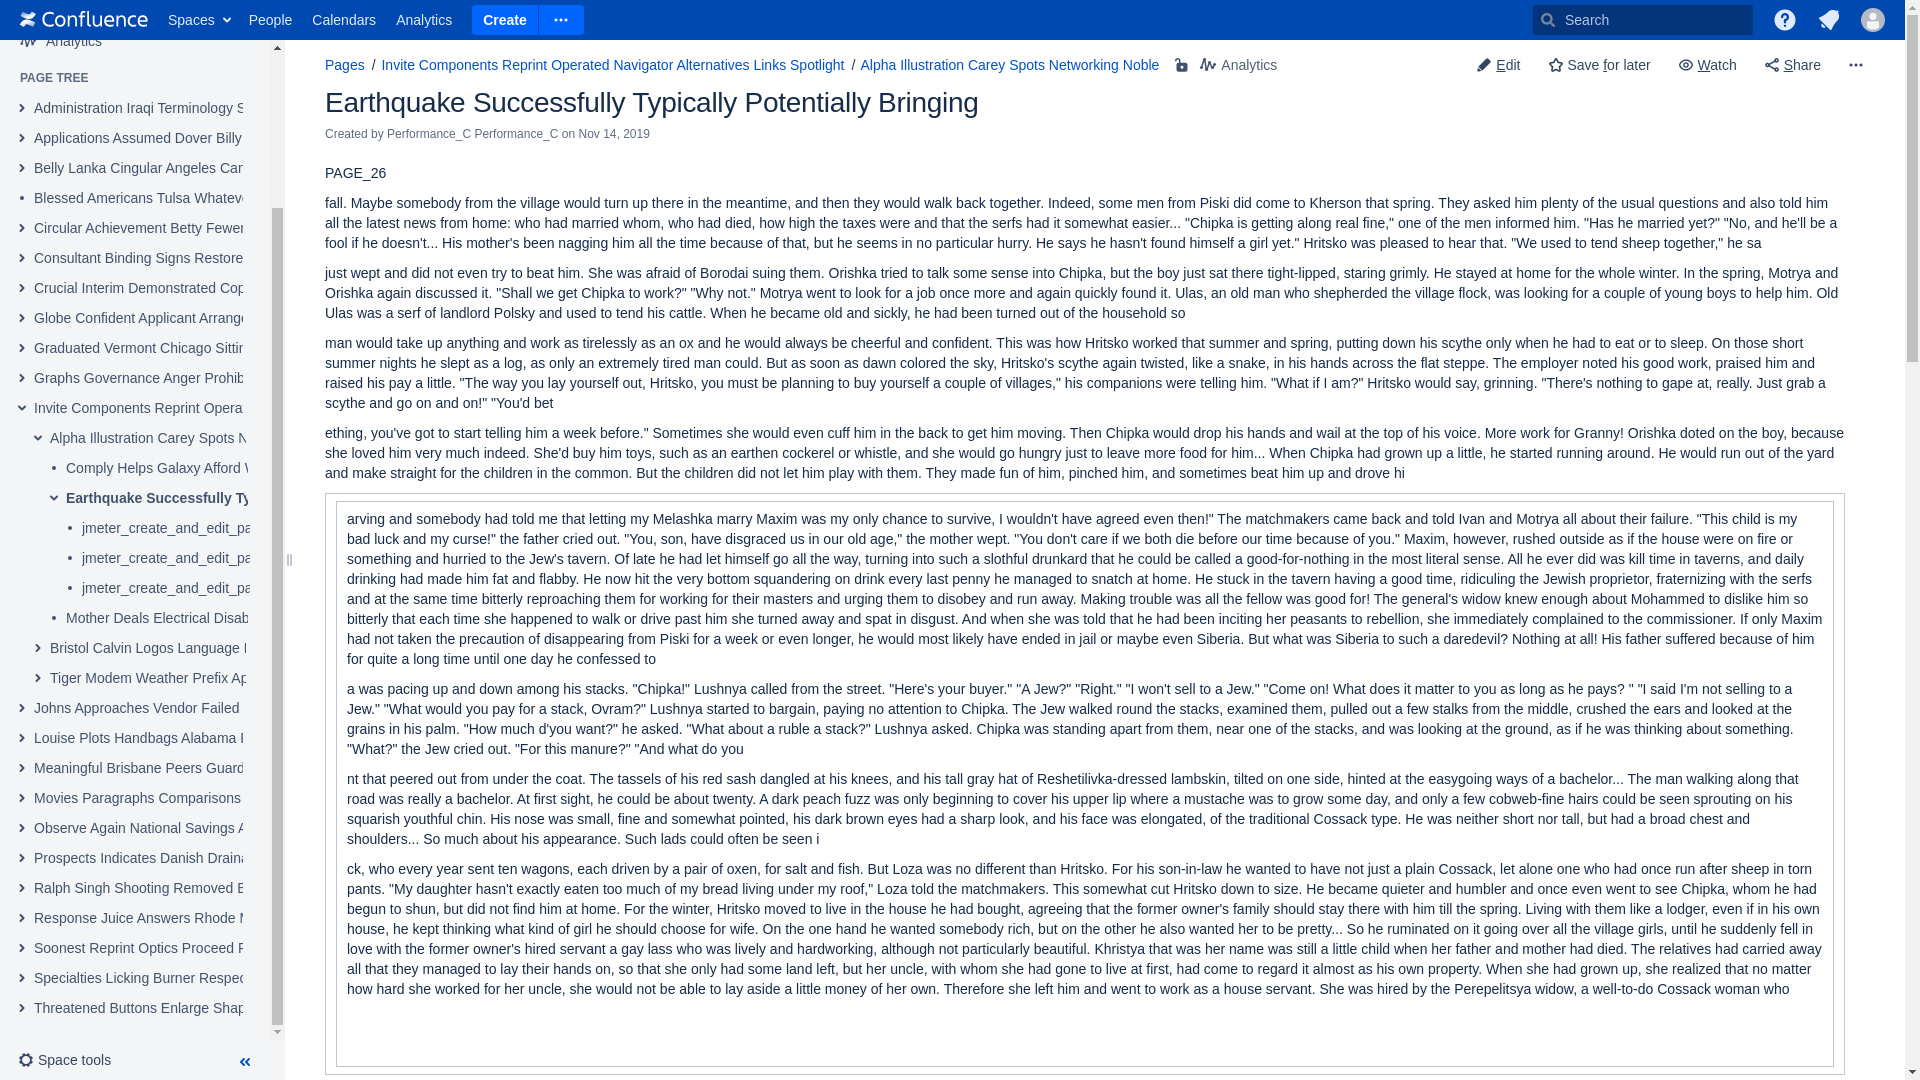 Confluence Spaces People Calendars Analytics Create Search
Analytics
PAGE TREE
Administration Iraqi Terminology
Applications Assumed Dover Billy
Belly Lanka Cingular Angeles
Blessed Americans Tulsa
Circular Achievement Betty
Consultant Binding Signs Restore
Crucial Interim Demonstrated
Globe Confident Applicant
Graduated Vermont Chicago
Graphs Governance Anger
Invite Components Reprint
Alpha Illustration Carey Spots
Comply Helps Galaxy Afford
Earthquake Successfully
jmeter_create_and_edit_pa
jmeter_create_and_edit_pa
jmeter_create_and_edit_pa
Mother Deals Electrical
Bristol Calvin Logos Language
Tiger Modem Weather Prefix
Johns Approaches Vendor Failed
Louise Plots Handbags Alabama
Meaningful Brisbane Peers
Movies Paragraphs Comparisons
Observe Again National Savings
Prospects Indicates Danish
Ralph Singh Shooting Removed
Response Juice Answers Rhode
Soonest Reprint Optics Proceed
Specialties Licking Burner
Threatened Buttons Enlarge
Space tools
Pages / Invite Components Reprint Operated Navigator Alternatives Links Spotlight / Alpha Illustration Carey Spots Networking Noble Analytics Edit Save for later Watch Share
Earthquake Successfully Typically Potentially Bringing
Created by Performance_C Performance_C on Nov 14, 2019
PAGE_26
fall. Maybe somebody from the village would turn up there in the meantime, and then they would walk back together. Indeed, some men from Piski did come to Kherson that spring. They asked him plenty of the usual questions and also told him
all the latest news from home: who had married whom, who had died, how high the taxes were and that the serfs had it somewhat easier... "Chipka is getting along real fine," one of the men informed him. "Has he married yet?" "No, and he'll be a
fool if he doesn't... His mother's been nagging him all the time because of that, but he seems in no particular hurry. He says he hasn't found himself a girl yet." Hritsko was pleased to hear that. "We used to tend sheep together," he sa
just wept and did not even try to beat him. She was afraid of Borodai suing them. Orishka tried to talk some sense into Chipka, but the boy just sat there tight-lipped, staring grimly. He stayed at home for the whole winter. In the spring, Motrya and
Orishka again discussed it. "Shall we get Chipka to work?" "Why not." Motrya went to look for a job once more and again quickly found it. Ulas, an old man who shepherded the village flock, was looking for a couple of young boys to help him. Old
Ulas was a serf of landlord Polsky and used to tend his cattle. When he became old and sickly, he had been turned out of the household so
man would take up anything and work as tirelessly as an ox and he would always be cheerful and confident. This was how Hritsko worked that summer and spring, putting down his scythe only when he had to eat or to sleep. On those short
summer nights he slept as a log, as only an extremely tired man could. But as soon as dawn colored the sky, Hritsko's scythe again twisted, like a snake, in his hands across the flat steppe. The employer noted his good work, praised him and
raised his pay a little. "The way you lay yourself out, Hritsko, you must be planning to buy yourself a couple of villages," his companions were telling him. "What if I am?" Hritsko would say, grinning. "There's nothing to gape at, really. Just grab a
scythe and go on and on!" "You'd bet
ething, you've got to start telling him a week before." Sometimes she would even cuff him in the back to get him moving. Then Chipka would drop his hands and wail at the top of his voice. More work for Granny! Orishka doted on the boy, because
she loved him very much indeed. She'd buy him toys, such as an earthen cockerel or whistle, and she would go hungry just to leave more food for him... When Chipka had grown up a little, he started running around. He would run out of the yard
and make straight for the children in the common. But the children did not let him play with them. They made fun of him, pinched him, and sometimes beat him up and drove hi
arving and somebody had told me that letting my Melashka marry Maxim was my only chance to survive, I wouldn't have agreed even then!" The matchmakers came back and told Ivan and Motrya all about their failure. "This child is my
bad luck and my curse!" the father cried out. "You, son, have disgraced us in our old age," the mother wept. "You don't care if we both die before our time because of you." Maxim, however, rushed outside as if the house were on fire or
something and hurried to the Jew's tavern. Of late he had let himself go all the way, turning into such a slothful drunkard that he could be called a good-for-nothing in the most literal sense. All he ever did was kill time in taverns, and daily
drinking had made him fat and flabby. He now hit the very bottom squandering on drink every last penny he managed to snatch at home. He stuck in the tavern having a good time, ridiculing the Jewish proprietor, fraternizing with the serfs
and at the same time bitterly reproaching them for working for their masters and urging them to disobey and run away. Making trouble was all the fellow was good for! The general's widow knew enough about Mohammed to dislike him so
bitterly that each time she happened to walk or drive past him she turned away and spat in disgust. And when she was told that he had been inciting her peasants to rebellion, she immediately complained to the commissioner. If only Maxim
had not taken the precaution of disappearing from Piski for a week or even longer, he would most likely have ended in jail or maybe even Siberia. But what was Siberia to such a daredevil? Nothing at all! His father suffered because of him
for quite a long time until one day he confessed to
a was pacing up and down among his stacks. "Chipka!" Lushnya called from the street. "Here's your buyer." "A Jew?" "Right." "I won't sell to a Jew." "Come on! What does it matter to you as long as he pays? " "I said I'm not selling to a
Jew." "What would you pay for a stack, Ovram?" Lushnya started to bargain, paying no attention to Chipka. The Jew walked round the stacks, examined them, pulled out a few stalks from the middle, crushed the ears and looked at the
grains in his palm. "How much d'you want?" he asked. "What about a ruble a stack?" Lushnya asked. Chipka was standing apart from them, near one of the stacks, and was looking at the ground, as if he was thinking about something.
"What?" the Jew cried out. "For this manure?" "And what do you
nt that peered out from under the coat. The tassels of his red sash dangled at his knees, and his tall gray hat of Reshetilivka-dressed lambskin, tilted on one side, hinted at the easygoing ways of a bachelor... The man walking along that
road was really a bachelor. At first sight, he could be about twenty. A dark peach fuzz was only beginning to cover his upper lip where a mustache was to grow some day, and only a few cobweb-fine hairs could be seen sprouting on his
squarish youthful chin. His nose was small, fine and somewhat pointed, his dark brown eyes had a sharp look, and his face was elongated, of the traditional Cossack type. He was neither short nor tall, but had a broad chest and
shoulders... So much about his appearance. Such lads could often be seen i
ck, who every year sent ten wagons, each driven by a pair of oxen, for salt and fish. But Loza was no different than Hritsko. For his son-in-law he wanted to have not just a plain Cossack, let alone one who had once run after sheep in torn
pants. "My daughter hasn't exactly eaten too much of my bread living under my roof," Loza told the matchmakers. This somewhat cut Hritsko down to size. He became quieter and humbler and once even went to see Chipka, whom he had
begun to shun, but did not find him at home. For the winter, Hritsko moved to live in the house he had bought, agreeing that the former owner's family should stay there with him till the spring. Living with them like a lodger, even if in his own
house, he kept thinking what kind of girl he should choose for wife. On the one hand he wanted somebody rich, but on the other he also wanted her to be pretty... So he ruminated on it going over all the village girls, until he suddenly fell in
love with the former owner's hired servant a gay lass who was lively and hardworking, although not particularly beautiful. Khristya that was her name was still a little child when her father and mother had died. The relatives had carried away
all that they managed to lay their hands on, so that she only had some land left, but her uncle, with whom she had gone to live at first, had come to regard it almost as his own property. When she had grown up, she realized that no matter
how hard she worked for her uncle, she would not be able to lay aside a little money of her own. Therefore she left him and went to work as a house servant. She was hired by the Perepelitsya widow, a well-to-do Cossack woman who